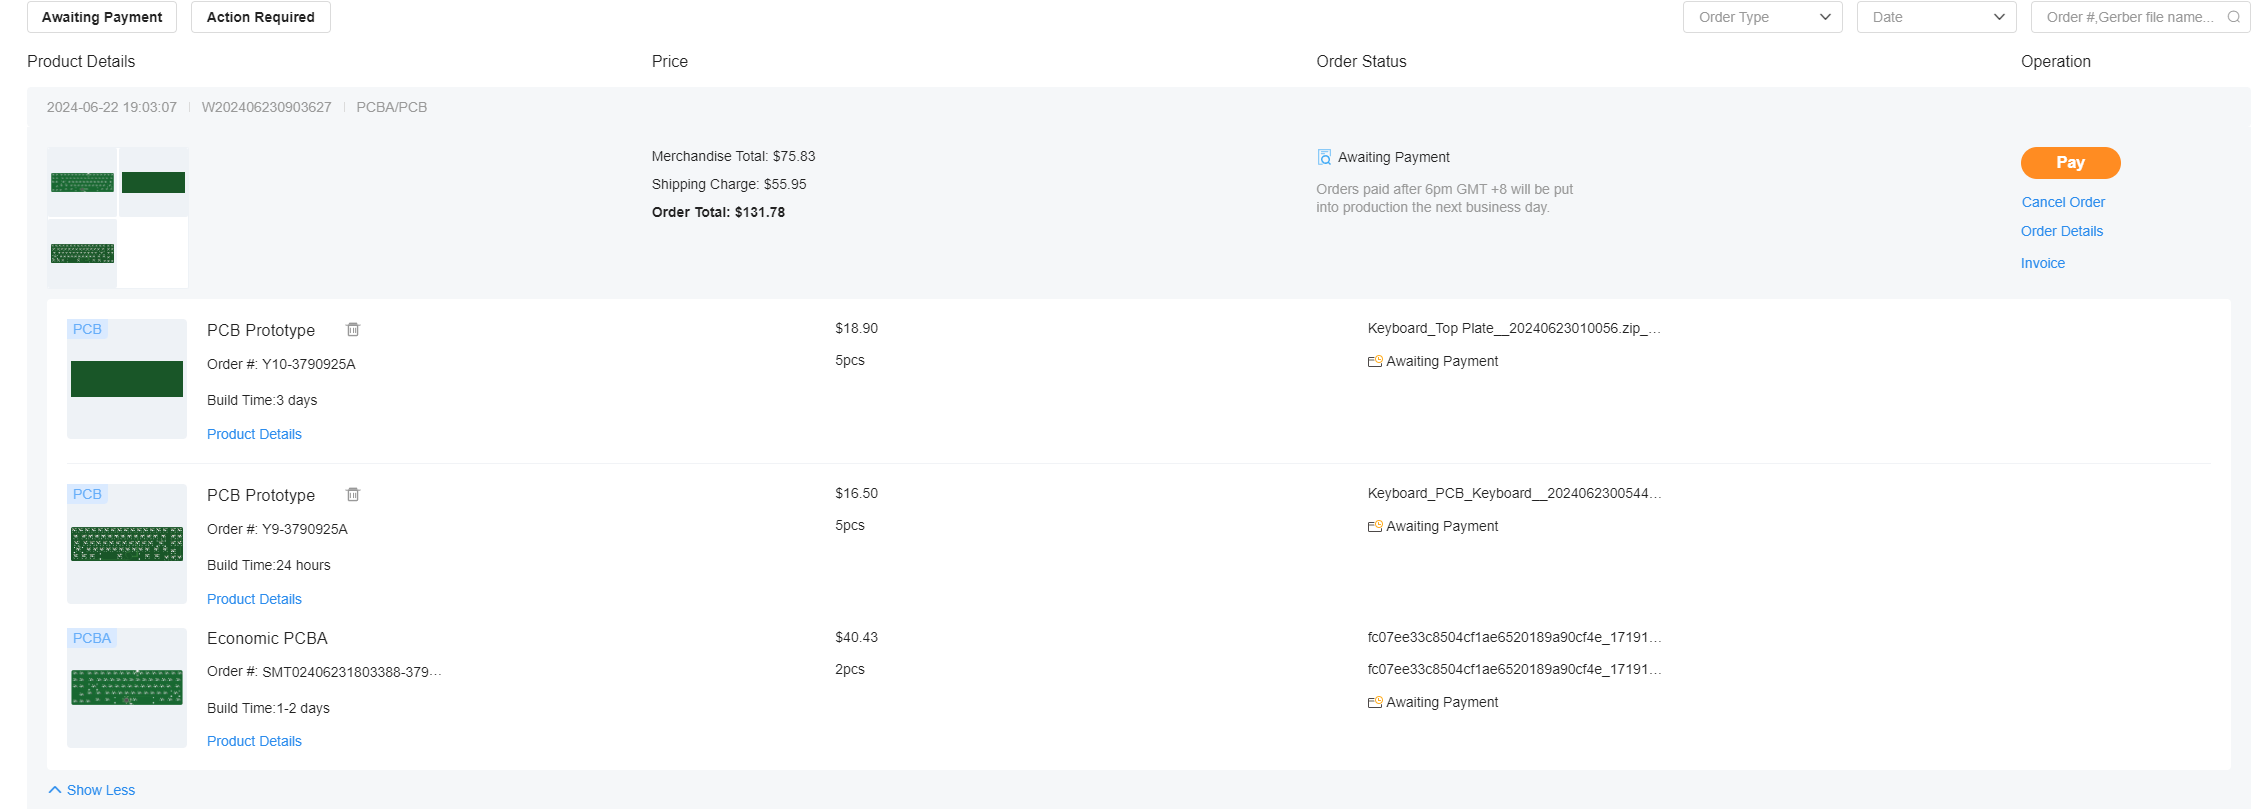 Awaiting Payment
Action Required
Order Type
Date
Order #,Gerber file name...
Product Details
Price
Order Status
Operation
2024-06-22 19:03:07
W202406230903627
PCBA/PCB
Merchandise Total: $75.83
Shipping Charge: $55.95
Order Total: $131.78
Awaiting Payment
Orders paid after 6pm GMT +8 will be put
into production the next business day.
Pay
Cancel Order
Order Details
Invoice
PCB
PCB Prototype
Order #: Y10-3790925A
Build Time:3 days
Product Details
$18.90
5pcs
Keyboard_Top Plate__20240623010056.zip_...
Awaiting Payment
PCB
PCB Prototype
Order #: Y9-3790925A
Build Time:24 hours
Product Details
$16.50
5pcs
Keyboard_PCB_Keyboard__2024062300544...
Awaiting Payment
PCBA
Economic PCBA
Order #: SMT02406231803388-379...
Build Time:1-2 days
Product Details
$40.43
2pcs
fc07ee33c8504cf1ae6520189a90cf4e_17191...
fc07ee33c8504cf1ae6520189a90cf4e_17191...
Awaiting Payment
Show Less